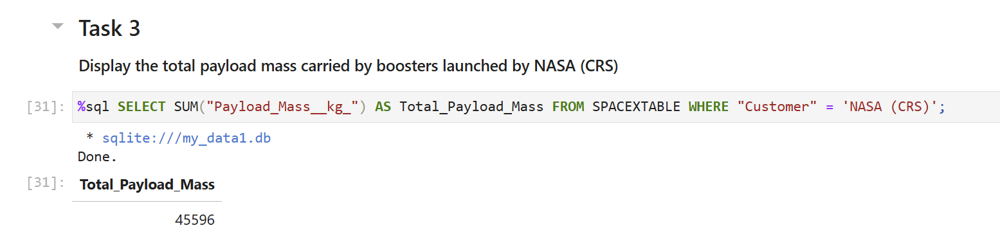 Task 3
Display the total payload mass carried by boosters launched by NASA (CRS)
[31]: %sql SELECT SUM("Payload_Mass__kg_") AS Total_Payload_Mass FROM SPACEXTABLE WHERE "Customer" = 'NASA (CRS)';
* sqlite:///my_data1.db
Done.
[31]: Total_Payload_Mass
45596